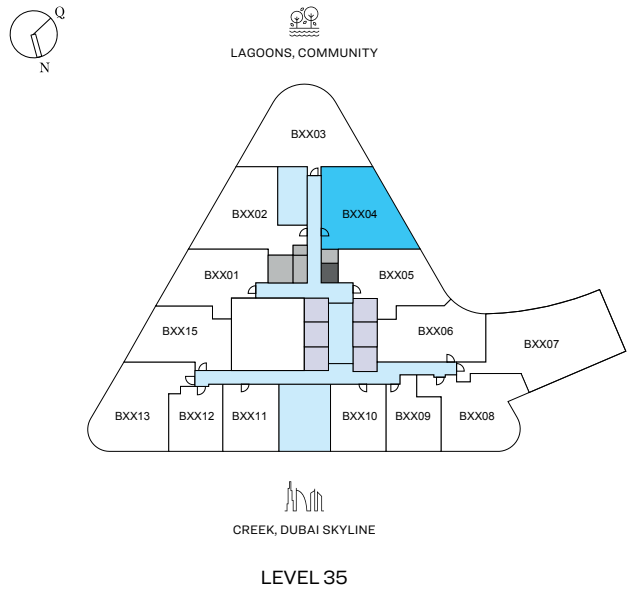 Q
N
LAGOONS, COMMUNITY
BXX03
BXX02
BXX04
BXX01
BXX05
BXX15
BXX06
BXX07
BXX13
BXX12
BXX11
BXX10
BXX09
BXX08
CREEK, DUBAI SKYLINE
LEVEL 35